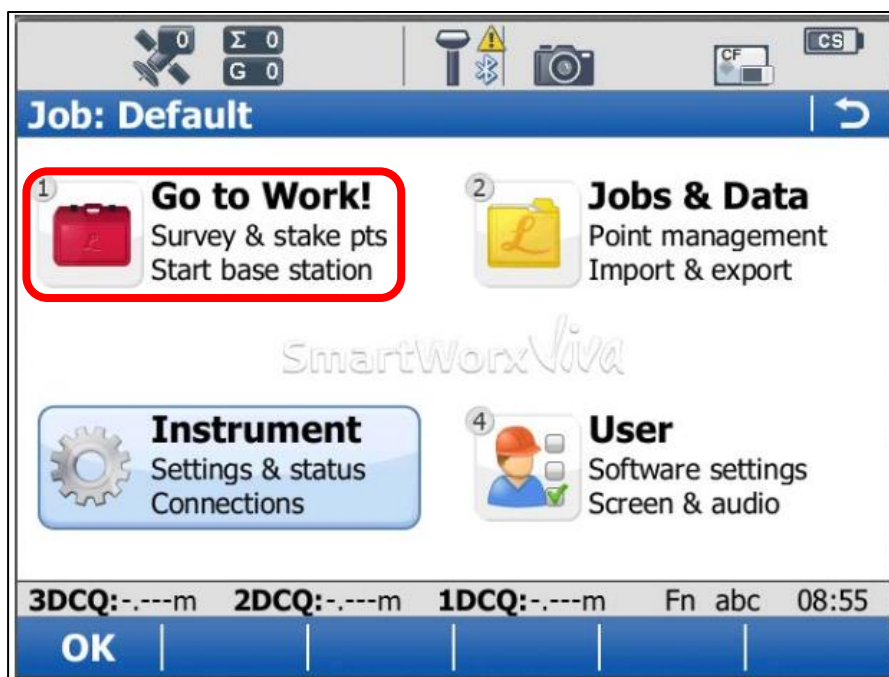 0
Σ 0
G 0
CF
CS
Job: Default
1
Go to Work!
Survey & stake pts
Start base station
2
Jobs & Data
Point management
Import & export
SmartWorx Viva
Instrument
Settings & status
Connections
4
User
Software settings
Screen & audio
3DCQ:-.---m 2DCQ:-.---m 1DCQ:-.---m Fn abc 08:55
OK